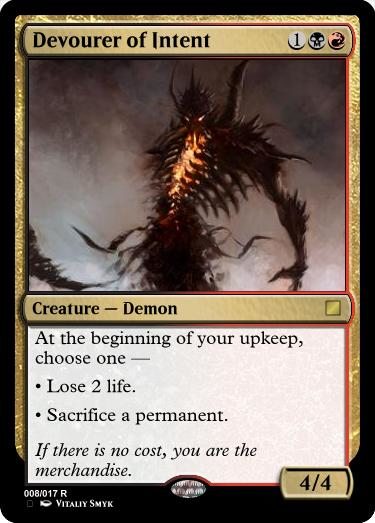 Devourer of Intent 1
Creature — Demon
At the beginning of your upkeep,
choose one —
• Lose 2 life.
• Sacrifice a permanent.
If there is no cost, you are the
merchandise.
4/4
008/017 R
Vitaliy Smyk